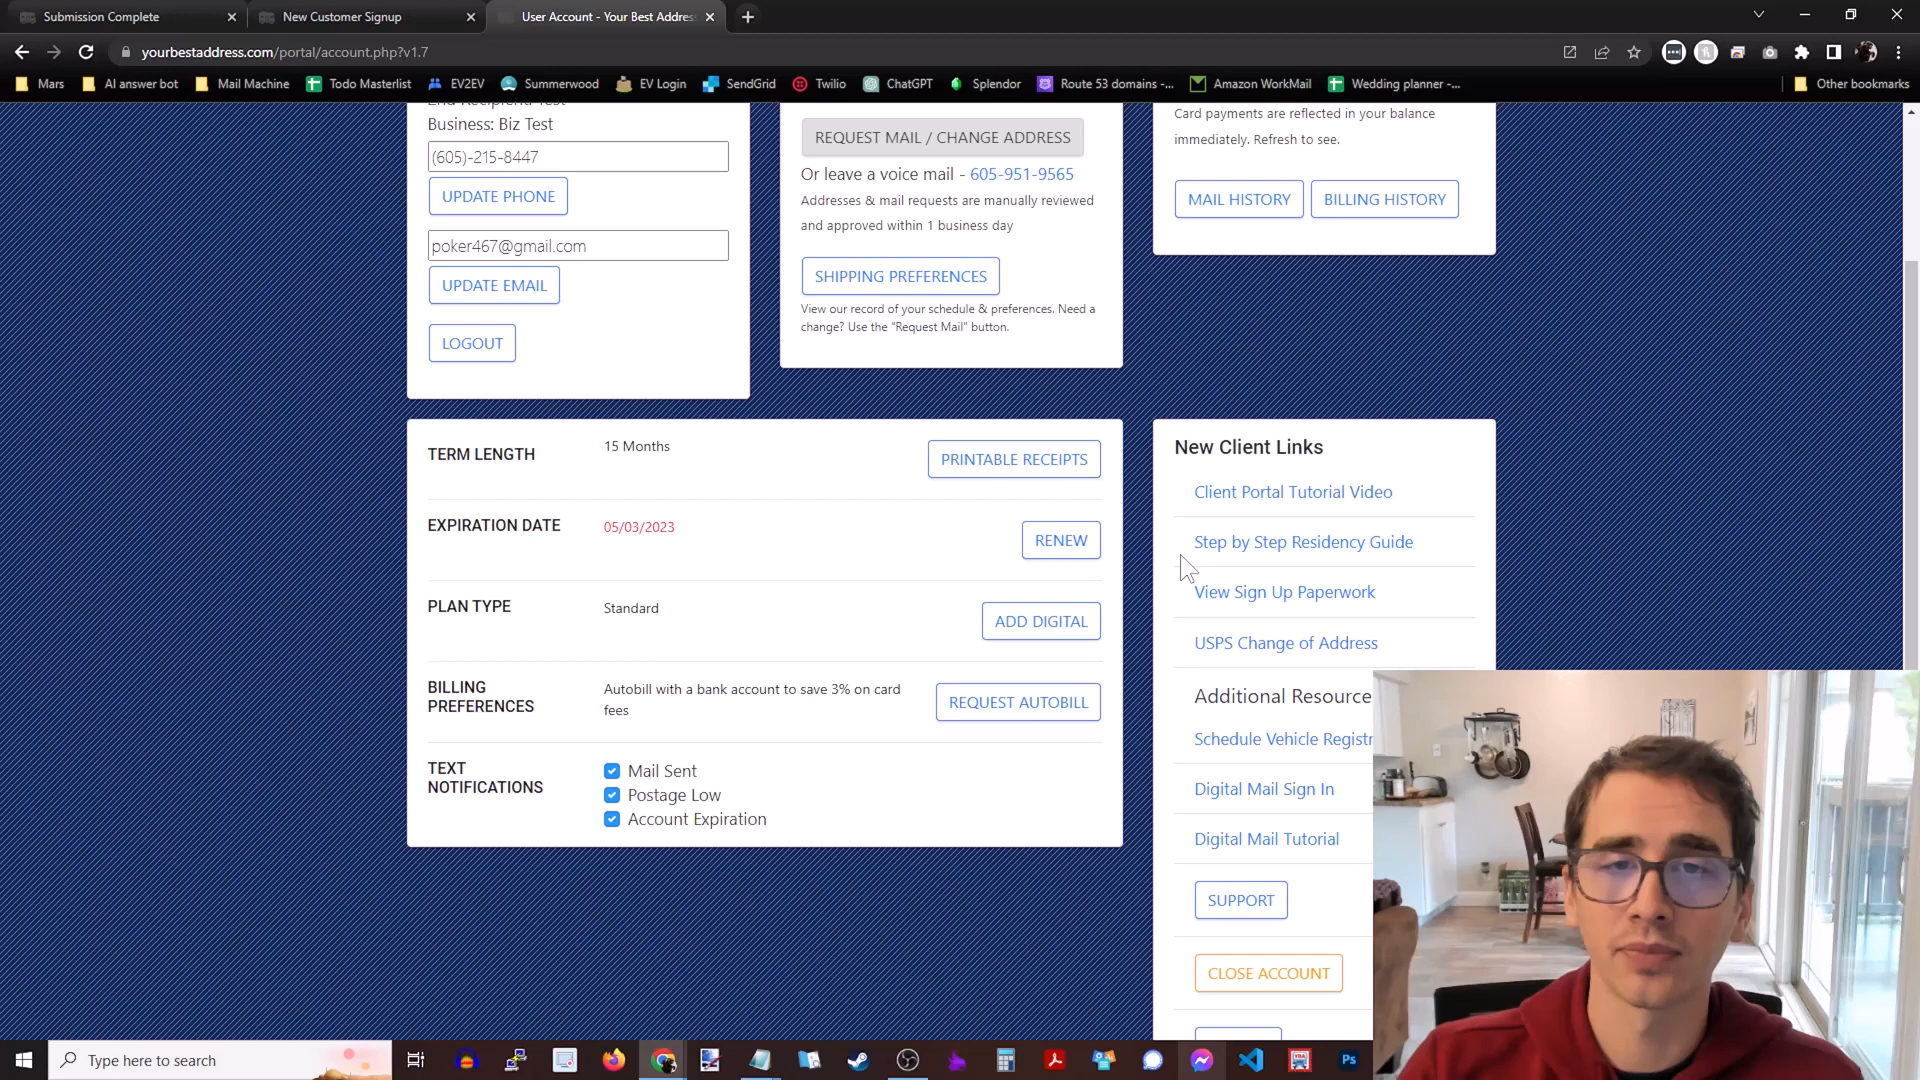 Submission Complete
New Customer Signup
User Account - Your Best Addres
yourbestaddress.com/portal/account.php?v1.7
Mars
AI answer bot
Mail Machine
Todo Masterlist
EV2EV
Summerwood
EV Login
SendGrid
Twilio
ChatGPT
Splendor
Route 53 domains -...
Amazon WorkMail
Wedding planner -...
Other bookmarks
2nd Recipient: Test
Business: Biz Test
(605)-215-8447
UPDATE PHONE
poker467@gmail.com
UPDATE EMAIL
LOGOUT
REQUEST MAIL / CHANGE ADDRESS
Or leave a voice mail - 605-951-9565
Addresses & mail requests are manually reviewed
and approved within 1 business day
SHIPPING PREFERENCES
View our record of your schedule & preferences. Need a
change? Use the "Request Mail" button.
Card payments are reflected in your balance
immediately. Refresh to see.
MAIL HISTORY
BILLING HISTORY
TERM LENGTH
15 Months
PRINTABLE RECEIPTS
EXPIRATION DATE
05/03/2023
RENEW
PLAN TYPE
Standard
ADD DIGITAL
BILLING
PREFERENCES
Autobill with a bank account to save 3% on card
fees
REQUEST AUTOBILL
TEXT
NOTIFICATIONS
Mail Sent
Postage Low
Account Expiration
New Client Links
Client Portal Tutorial Video
Step by Step Residency Guide
View Sign Up Paperwork
USPS Change of Address
Additional Resource
Schedule Vehicle Registr
Digital Mail Sign In
Digital Mail Tutorial
SUPPORT
CLOSE ACCOUNT
Type here to search
Ps